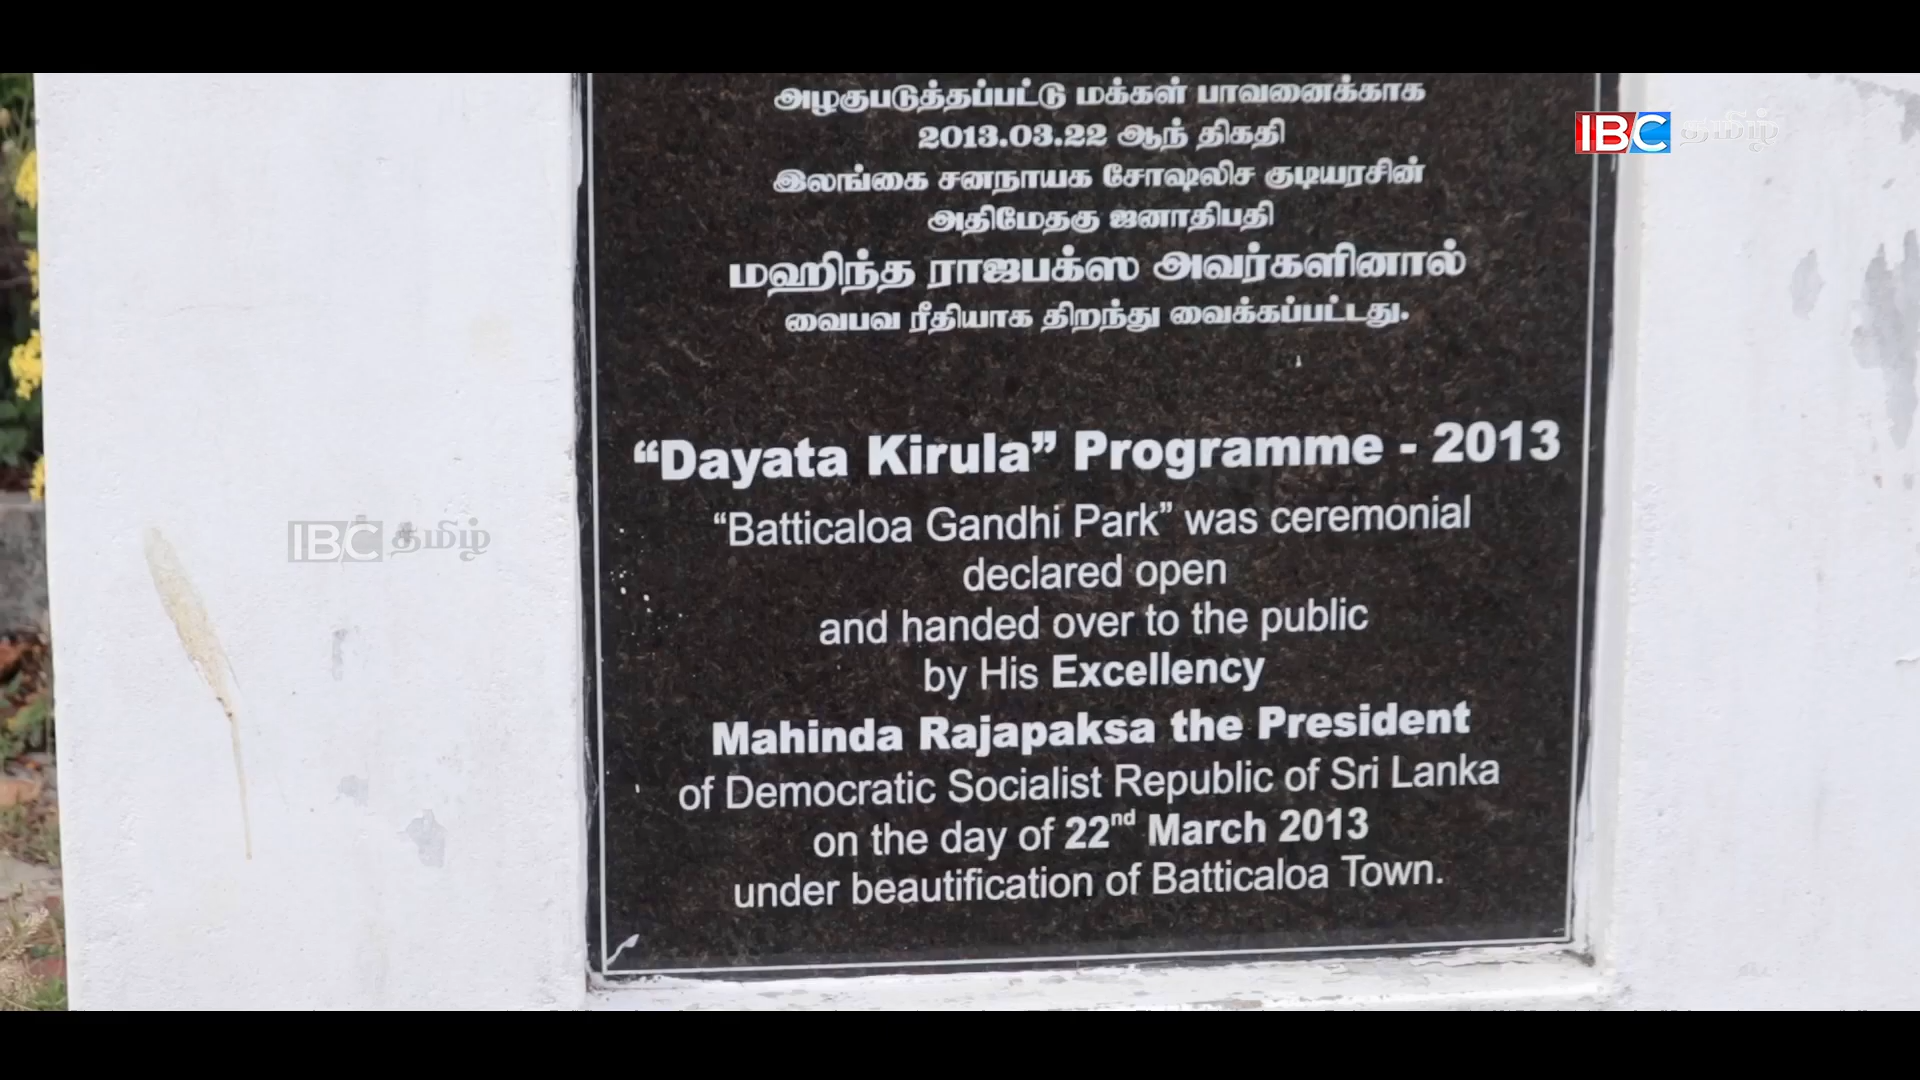 அழகுபடுத்தப்பட்டு மக்கள் பாவனைக்காக
2013.03.22 ஆந் திகதி
இலங்கை சனநாயக சோஷலிச குடியரசின்
அதிமேதகு ஜனாதிபதி
மஹிந்த ராஜபக்ஸ அவர்களினால்
வைபவ ரீதியாக திறந்து வைக்கப்பட்டது.
IBC தமிழ்
“Dayata Kirula” Programme - 2013
“Batticaloa Gandhi Park” was ceremonial
declared open
and handed over to the public
by His Excellency
Mahinda Rajapaksa the President
of Democratic Socialist Republic of Sri Lanka
on the day of 22nd March 2013
under beautification of Batticaloa Town.
IBC தமிழ்